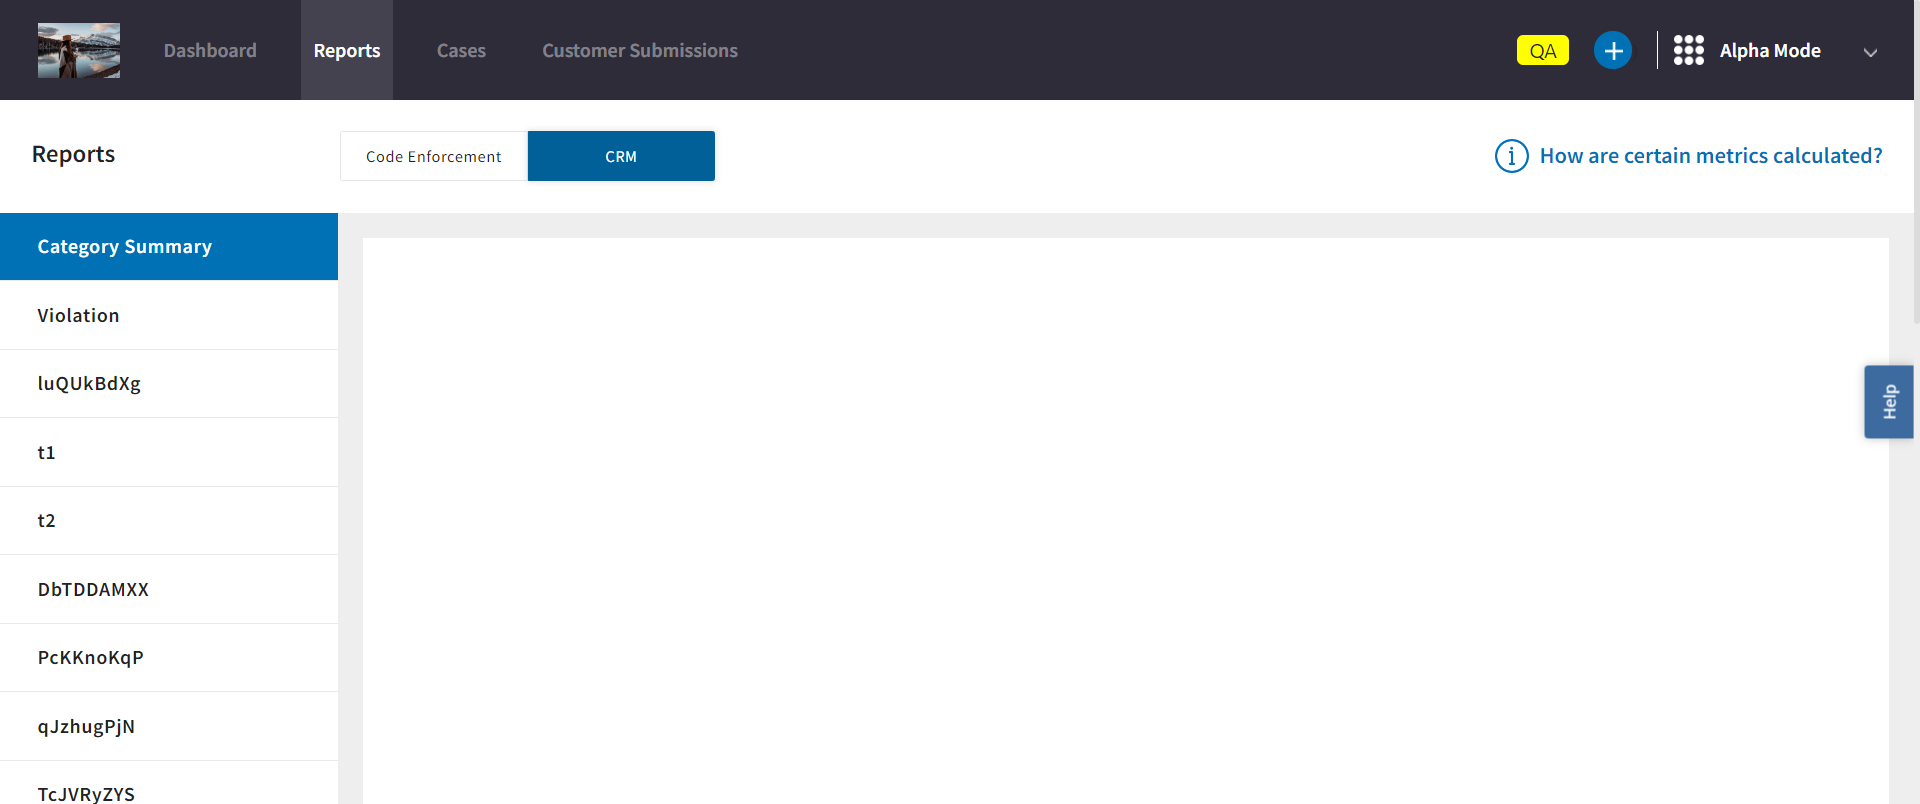 Dashboard
Reports
Cases
Customer Submissions
QA
Alpha Mode
Reports
Code Enforcement
CRM
How are certain metrics calculated?
Category Summary
Violation
luQUkBdXg
t1
t2
DbTDDAMXX
PcKKnoKqP
qJzhugPjN
TcJVRyZYS
Help